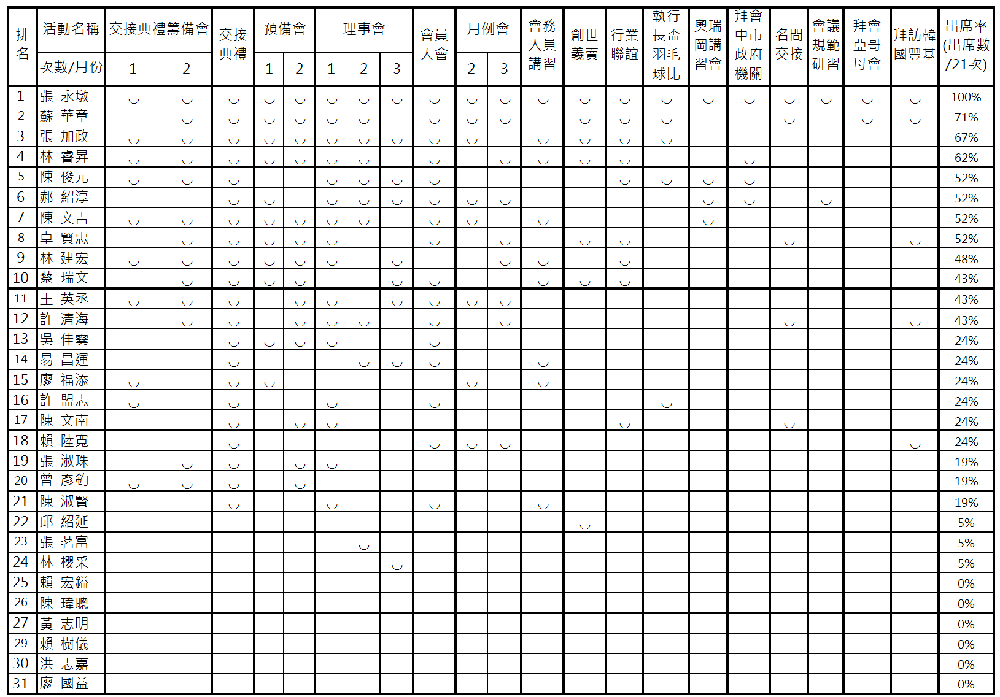 排名 活動名稱 交接典禮籌備會 交接典禮 預備會 理事會 會員大會 月例會 會務人員講習 創世義賣 行業聯誼 執行長盃羽毛球比 奧瑞岡講習會 拜會中市政府機關 名間交接 會議規範研習 拜會亞哥母會 拜訪韓國豐基 出席率(出席數/21次)
次數/月份 1 2 1 2 1 2 3 2 3
1 張 永墩 ◡ ◡ ◡ ◡ ◡ ◡ ◡ ◡ ◡ ◡ ◡ ◡ ◡ ◡ ◡ ◡ ◡ ◡ ◡ ◡ ◡ 100%
2 蘇 華章 ◡ ◡ ◡ ◡ ◡ ◡ ◡ ◡ ◡ ◡ ◡ ◡ ◡ ◡ ◡ 71%
3 張 加政 ◡ ◡ ◡ ◡ ◡ ◡ ◡ ◡ ◡ ◡ ◡ ◡ ◡ ◡ 67%
4 林 睿昇 ◡ ◡ ◡ ◡ ◡ ◡ ◡ ◡ ◡ ◡ ◡ ◡ ◡ 62%
5 陳 俊元 ◡ ◡ ◡ ◡ ◡ ◡ ◡ ◡ ◡ ◡ ◡ 52%
6 郝 紹淳 ◡ ◡ ◡ ◡ ◡ ◡ ◡ ◡ ◡ ◡ ◡ 52%
7 陳 文吉 ◡ ◡ ◡ ◡ ◡ ◡ ◡ ◡ ◡ ◡ ◡ 52%
8 卓 賢忠 ◡ ◡ ◡ ◡ ◡ ◡ ◡ ◡ ◡ ◡ ◡ 52%
9 林 建宏 ◡ ◡ ◡ ◡ ◡ ◡ ◡ ◡ ◡ ◡ 48%
10 蔡 瑞文 ◡ ◡ ◡ ◡ ◡ ◡ ◡ ◡ ◡ 43%
11 王 英丞 ◡ ◡ ◡ ◡ ◡ ◡ ◡ ◡ ◡ 43%
12 許 清海 ◡ ◡ ◡ ◡ ◡ ◡ ◡ ◡ ◡ 43%
13 吳 佳霙 ◡ ◡ ◡ ◡ ◡ 24%
14 易 昌運 ◡ ◡ ◡ ◡ ◡ 24%
15 廖 福添 ◡ ◡ ◡ ◡ ◡ 24%
16 許 盟志 ◡ ◡ ◡ ◡ ◡ 24%
17 陳 文南 ◡ ◡ ◡ ◡ ◡ 24%
18 賴 陸寬 ◡ ◡ ◡ ◡ ◡ 24%
19 張 淑珠 ◡ ◡ ◡ ◡ 19%
20 曾 彥鈞 ◡ ◡ ◡ ◡ 19%
21 陳 淑賢 ◡ ◡ ◡ ◡ 19%
22 邱 紹延 ◡ 5%
23 張 茗富 ◡ 5%
24 林 櫻采 ◡ 5%
25 賴 宏鎰 0%
26 陳 瑋聰 0%
27 黃 志明 0%
29 賴 樹儀 0%
30 洪 志嘉 0%
31 廖 國益 0%